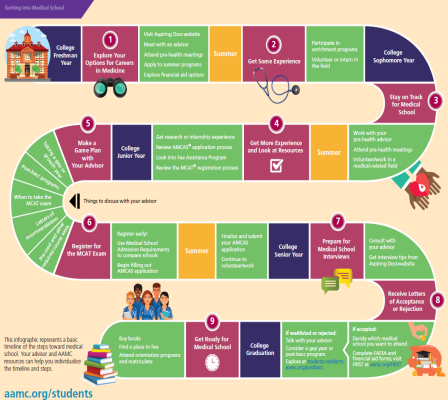 Getting into Medical School
College
Freshman
Year
1
Explore Your
Options for Careers
in Medicine
Visit Aspiring Docs website
Meet with an advisor
Attend pre-health meetings
Apply to summer programs
Explore financial aid options
Summer
2
Get Some Experience
Participate in
enrichment programs
Volunteer or intern in
the field
College
Sophomore Year
Stay on Track
for Medical
School
3
Work with your
advisor
Attend pre-health meetings
Volunteer/work in a
medical-related field
Summer
4
Get More Experience
and Look at Resources
Get research or internship experience
Review AMCAS® application process
Look into Fee Assistance Program
Review the MCAT® registration process
College
Junior Year
5
Make a
Game Plan
with
Your Advisor
Taking a gap or
Post-bacc programs
When to take the
MCAT exam
Letters of
recommendation
Things to discuss with your advisor
6
Register for
the MCAT Exam
Register early!
Use Medical School
Admission Requirements
to compare schools
Begin filling out
AMCAS application
Summer
Finalize and submit
your AMCAS
application
Continue to
volunteer/work
College
Senior Year
7
Prepare for
Medical School
Interviews
Consult with
your advisor
Get interview tips from
Aspiring Docs website
Receive Letters
of Acceptance
or Rejection
8
If accepted:
Decide which medical
school you want to attend
Complete FAFSA and
financial aid forms; visit
FIRST at
If waitlisted or rejected:
Talk with your advisor
Consider a gap year or
post-bacc program
Explore at
College
Graduation
9
Get Ready for
Medical School
Buy books
Find a place to live
Attend orientation programs
and matriculate!
This infographic represents a basic
timeline of the steps toward medical
school. Your advisor and AAMC
resources can help you individualize
the timeline and steps.
aamc.org/students